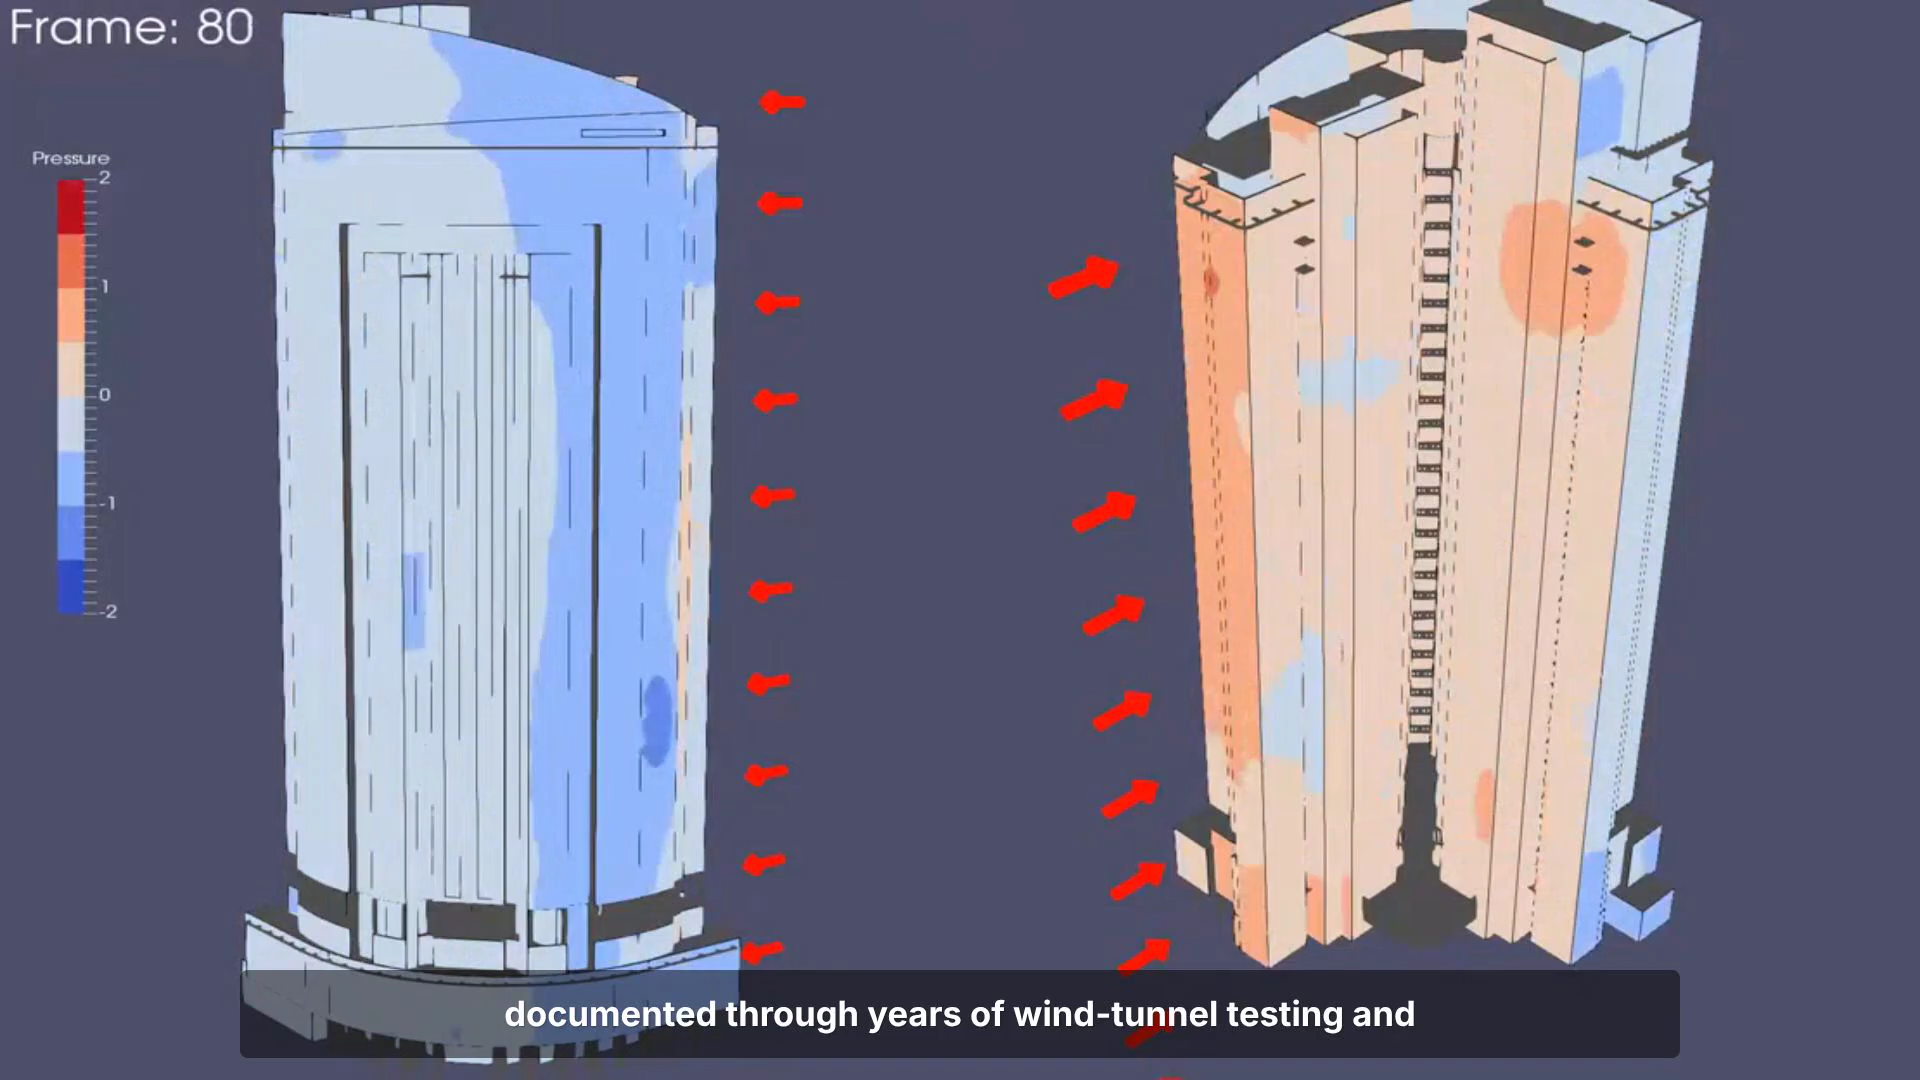 Frame: 80
Pressure
2
1
0
-1
-2
documented through years of wind-tunnel testing and